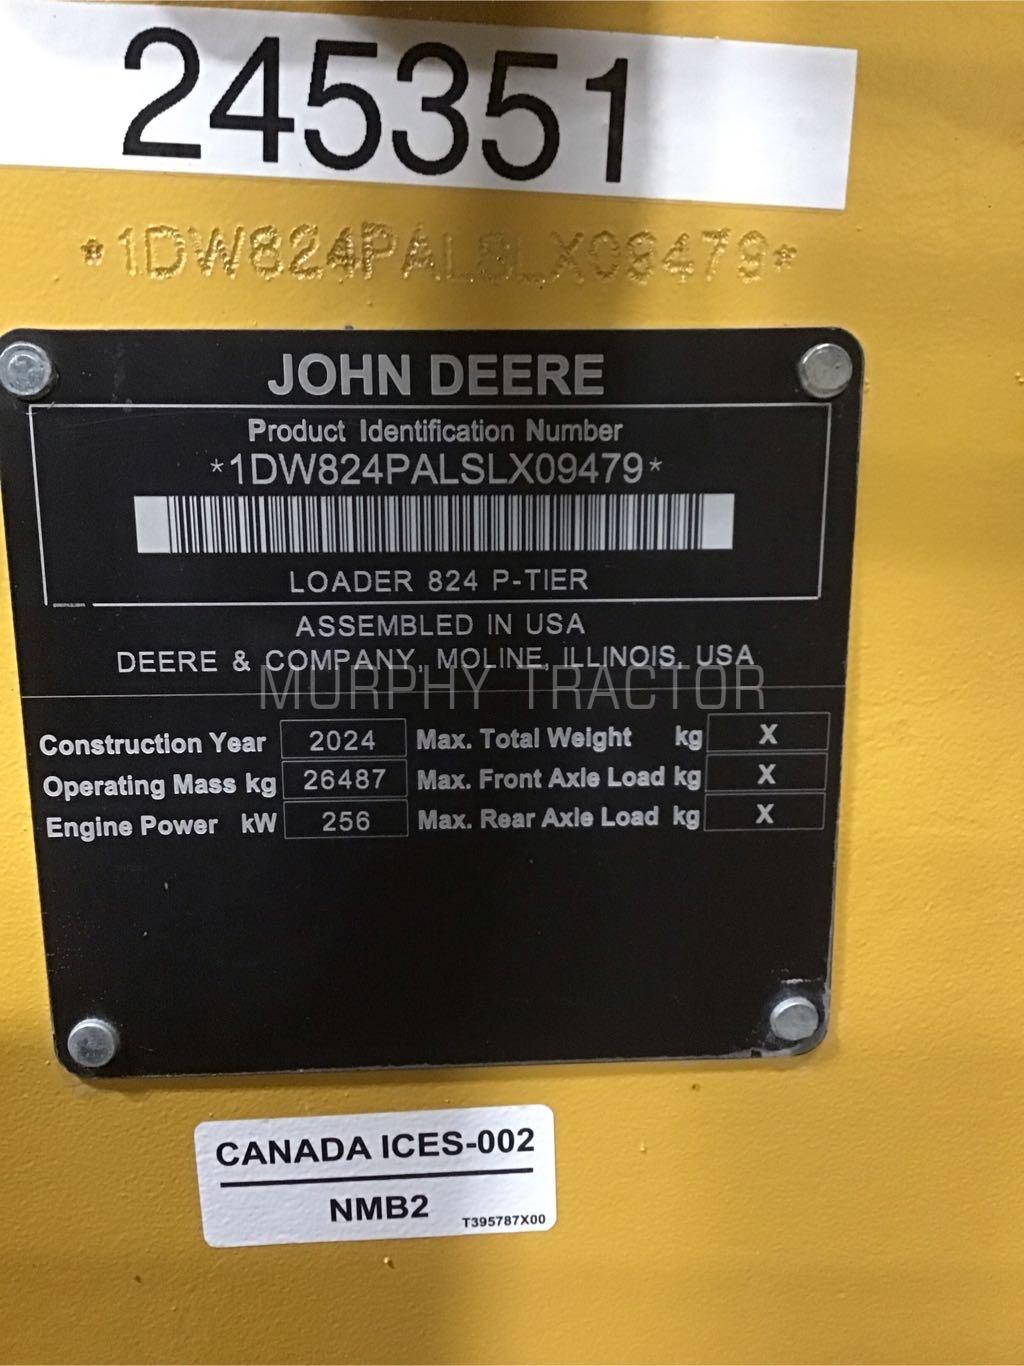 245351
*1DW824PALSLX09479*
JOHN DEERE
Product Identification Number
*1DW824PALSLX09479*
LOADER 824 P-TIER
ASSEMBLED IN USA
DEERE & COMPANY, MOLINE, ILLINOIS, USA
MURPHY TRACTOR
Construction Year 2024 Max. Total Weight kg X
Operating Mass kg 26487 Max. Front Axle Load kg X
Engine Power kW 256 Max. Rear Axle Load kg X
CANADA ICES-002
NMB2
T395787X00